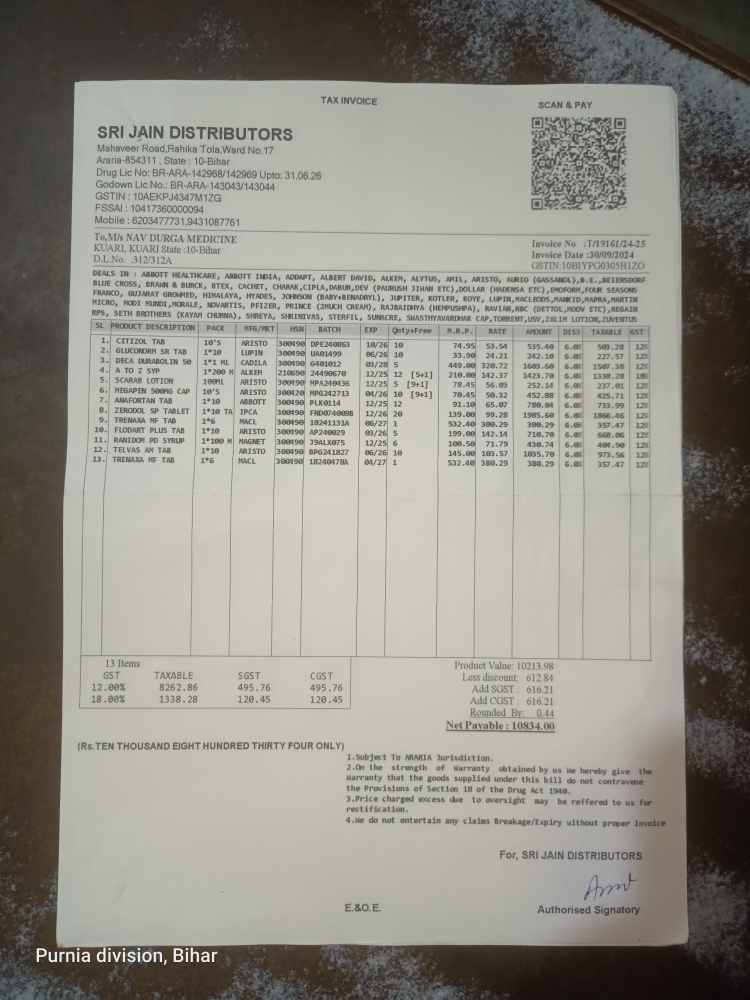 TAX INVOICE
SCAN & PAY
SRI JAIN DISTRIBUTORS
Mahaveer Road,Rahika Tola,Ward No.17
Araria-854311 , State : 10-Bihar
Drug Lic No: BR-ARA-142968/142969 Upto: 31.06.26
Godown Lic No.: BR-ARA-143043/143044
GSTIN : 10AEKPJ4347M1ZG
FSSAI : 10417360000094
Mobile : 6203477731,9431087761
To,M/s NAV DURGA MEDICINE
KUARI, KUARI State :10-Bihar
D.L.No. :312/312A
Invoice No :T/19161/24-25
Invoice Date :30/09/2024
GSTIN:10BIYPG0305H1ZO
DEALS IN : ABBOTT HEALTHCARE, ABBOTT INDIA, ADDAPT, ALBERT DAVID, ALKEM, ALYTUS, AMIL, ARISTO, AURIO (GASSANOL),B.E.,BEIERSDORF
BLUE CROSS, BRAHN & BURCK, BTEX, CACHET, CHARAK,CIPLA,DABUR,DEV (PAURUSH JIWAN ETC),DOLLAR (HADENSA ETC),EMOFORM,FOUR SEASONS
FRANCO, GUJARAT GROWMED, HIMALAYA, HYADES, JOHNSON (BABY+BENADRYL), JUPITER, KOTLER, KOYE, LUPIN,MACLEODS,MANKID,MAPRA,MARTIN
MICRO, MODI MUNDI,MORALE, NOVARTIS, PFIZER, PRINCE (2MUCH CREAM), RAJBAIDHYA (HEMPUSHPA), RAVIAN,RBC (DETTOL,MOOV ETC),REGAIN
RPS, SETH BROTHERS (KAYAM CHURNA), SHREYA, SHRINIVAS, STERFIL, SUNACRE, SHASTHYAVARDHAK CAP,TORRENT,USV,ZALIM LOTION,ZUVENTUS
SL PRODUCT DESCRIPTION PACK MFG/MKT HSN BATCH EXP Qnty+Free M.R.P. RATE AMOUNT DIS% TAXABLE GST
1. CITIZOL TAB 10'S ARISTO 300490 DPE240863 10/26 10 74.95 53.54 535.40 6.0% 503.28 12%
2. GLUCONORM SR TAB 1*10 LUPIN 300490 UA01499 06/26 10 33.90 24.21 242.10 6.0% 227.57 12%
3. DECA DURABOLIN 50 1*1 ML CADILA 300490 G401012 03/28 5 449.00 320.72 1603.60 6.0% 1507.38 12%
4. A TO Z SYP 1*200 M ALKEM 210690 24490670 12/25 12 [5+1] 210.00 142.37 1423.70 6.0% 1338.28 18%
5. SCARAB LOTION 100ML ARISTO 300490 MPA240436 12/25 5 [9+1] 78.45 56.03 252.14 6.0% 237.01 12%
6. MEGAPEN 500MG CAP 10'S ARISTO 300420 MPG242713 04/26 10 [9+1] 70.45 50.32 452.88 6.0% 425.71 12%
7. ANAFORTAN TAB 1*10 ABBOTT 300490 PLK0114 12/25 12 91.10 65.07 780.84 6.0% 733.99 12%
8. ZERODOL SP TABLET 1*10 TA IPCA 300490 FND074009B 12/26 20 139.00 99.28 1985.60 6.0% 1866.46 12%
9. TRENAXA MF TAB 1*6 MACL 300490 18241131A 06/27 1 532.40 380.29 380.29 6.0% 357.47 12%
10. FLODART PLUS TAB 1*10 ARISTO 300490 AP240029 03/26 5 199.00 142.14 710.70 6.0% 668.06 12%
11. RANIDOM PD SYRUP 1*100 M MAGNET 300490 J9ALX075 12/25 6 100.50 71.79 430.74 6.0% 404.90 12%
12. TELVAS AM TAB 1*10 ARISTO 300490 BPG241827 06/26 10 145.00 103.57 1035.70 6.0% 973.56 12%
13. TRENAXA MF TAB 1*6 MACL 300490 18240478A 04/27 1 532.40 380.29 380.29 6.0% 357.47 12%
13 Items
GST TAXABLE SGST CGST
12.00% 8262.86 495.76 495.76
18.00% 1338.28 120.45 120.45
Product Value: 10213.98
Less discount: 612.84
Add SGST : 616.21
Add CGST : 616.21
Rounded By: 0.44
Net Payable : 10834.00
(Rs.TEN THOUSAND EIGHT HUNDRED THIRTY FOUR ONLY)
1.Subject To ARARIA Jurisdiction.
2.On the strength of Warranty obtained by us We hereby give the
Warranty that the goods supplied under this bill do not contravene
the Provisions of Section 18 of the Drug Act 1940.
3.Price charged excess due to oversight may be reffered to us for
rectification.
4.We do not entertain any claims Breakage/Expiry without proper Invoice
For, SRI JAIN DISTRIBUTORS
E.&O.E.
Authorised Signatory
Purnia division, Bihar